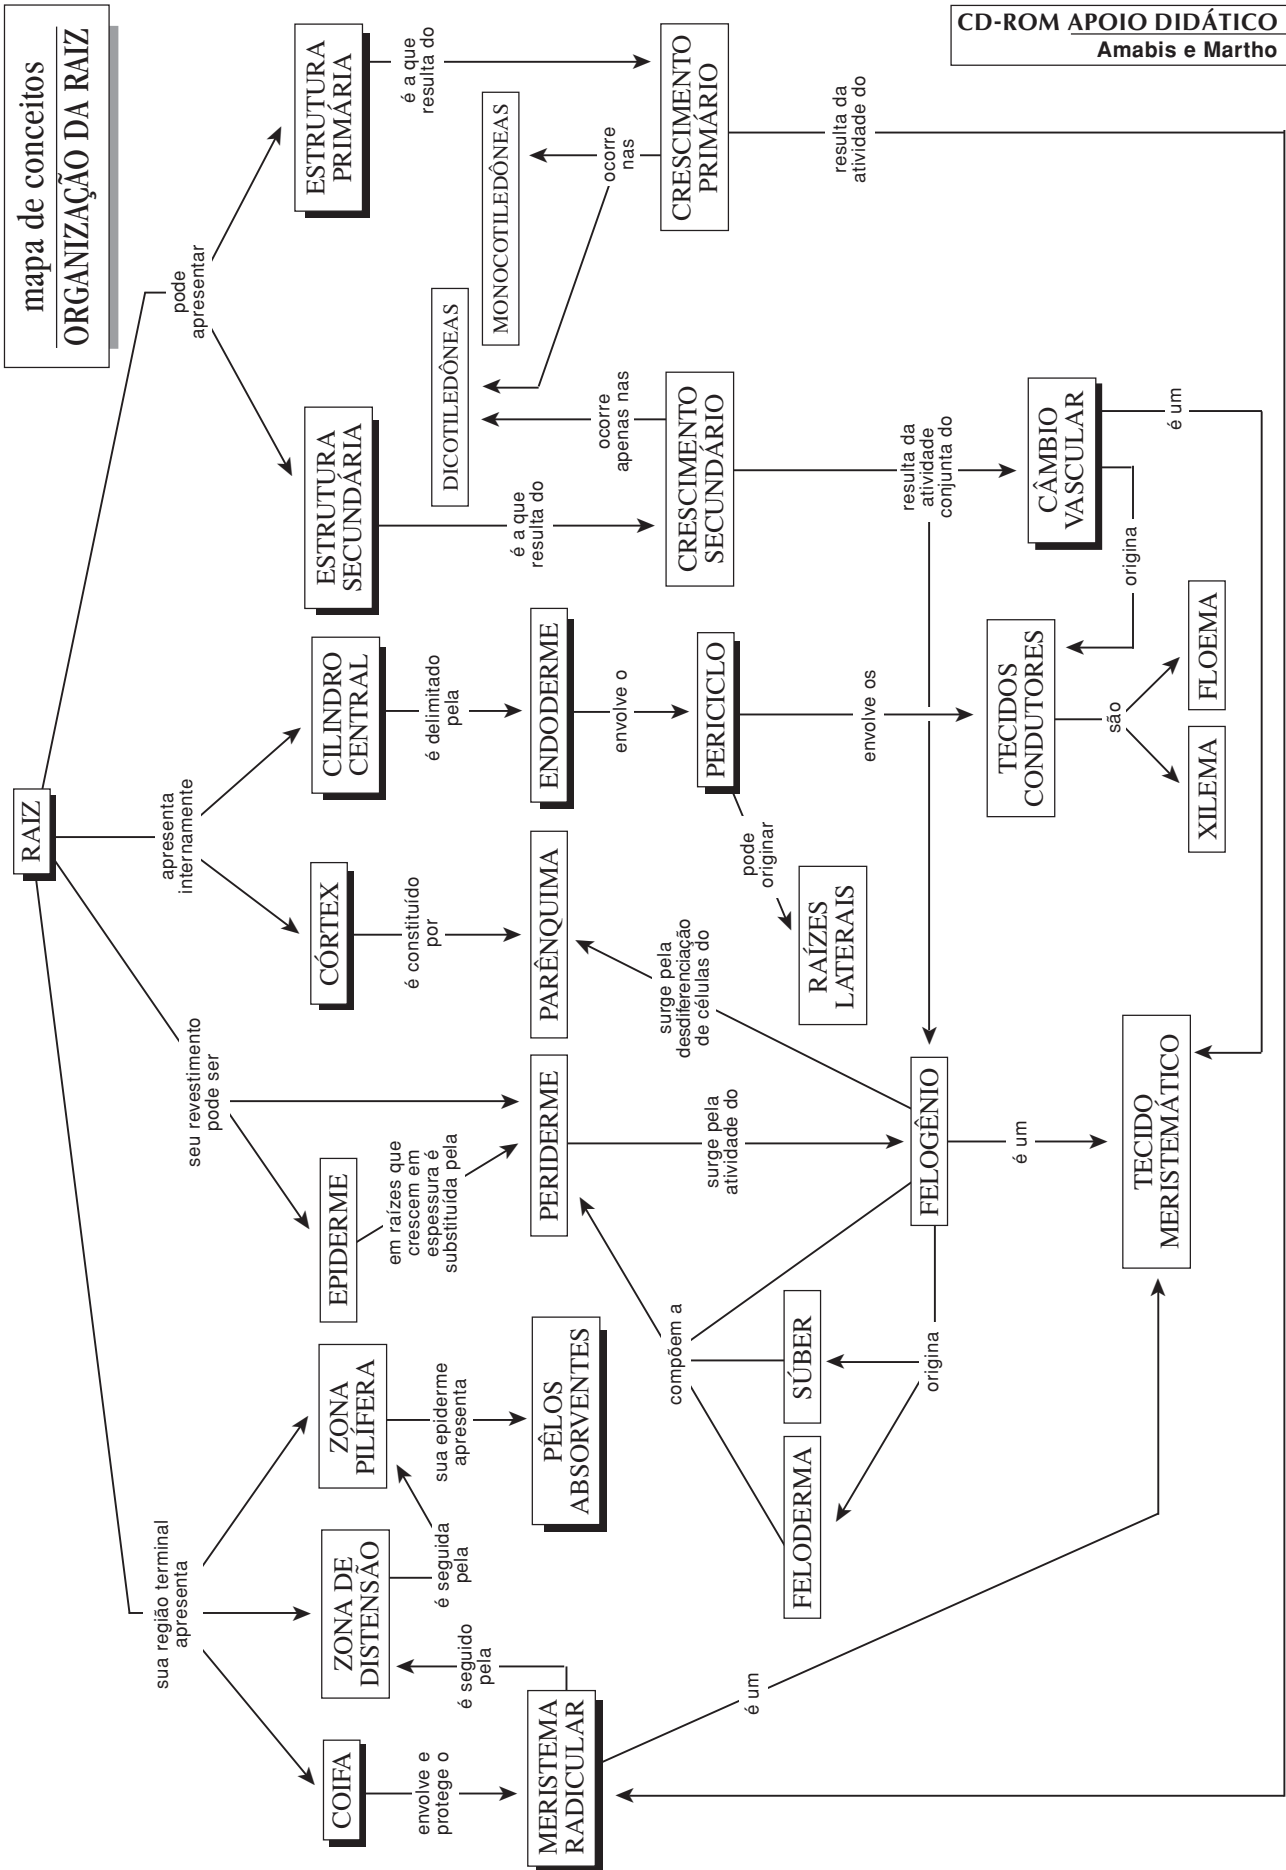 mapa de conceitos
ORGANIZAÇÃO DA RAIZ
RAIZ
sua região terminal
apresenta
seu revestimento
pode ser
apresenta
internamente
pode
apresentar
COIFA
ZONA DE
DISTENSÃO
ZONA
PILÍFERA
EPIDERME
CÓRTEX
CILINDRO
CENTRAL
ESTRUTURA
SECUNDÁRIA
ESTRUTURA
PRIMÁRIA
envolve e
protege o
é seguido
pela
é seguida
pela
sua epiderme
apresenta
em raízes que
crescem em
espessura é
substituída pela
é constituído
por
é delimitado
pela
é a que
resulta do
é a que
resulta do
DICOTILEDÔNEAS
MONOCOTILEDÔNEAS
MERISTEMA
RADICULAR
PÊLOS
ABSORVENTES
PERIDERME
PARÊNQUIMA
ENDODERME
ocorre
apenas nas
ocorre
nas
envolve o
compõem a
surge pela
atividade do
surge pela
desdiferenciação
de células do
PERICICLO
CRESCIMENTO
SECUNDÁRIO
CRESCIMENTO
PRIMÁRIO
pode
originar
é um
FELODERMA
SÚBER
RAÍZES
LATERAIS
envolve os
resulta da
atividade
conjunta do
resulta da
atividade do
origina
FELOGÊNIO
TECIDOS
CONDUTORES
CÂMBIO
VASCULAR
é um
são
origina
é um
TECIDO
MERISTEMÁTICO
XILEMA
FLOEMA
CD-ROM APOIO DIDÁTICO
Amabis e Martho